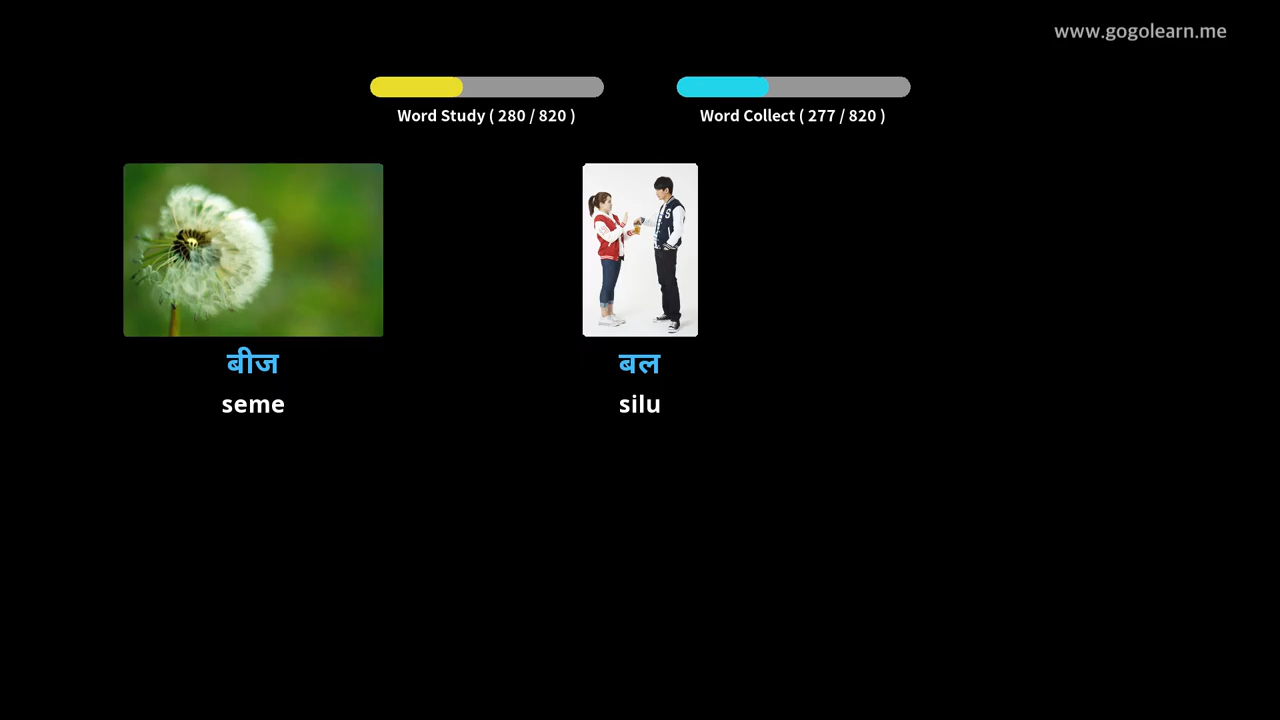 www.gogolearn.me
Word Study ( 280 / 820 )
Word Collect ( 277 / 820 )
बीज
seme
बल
silu